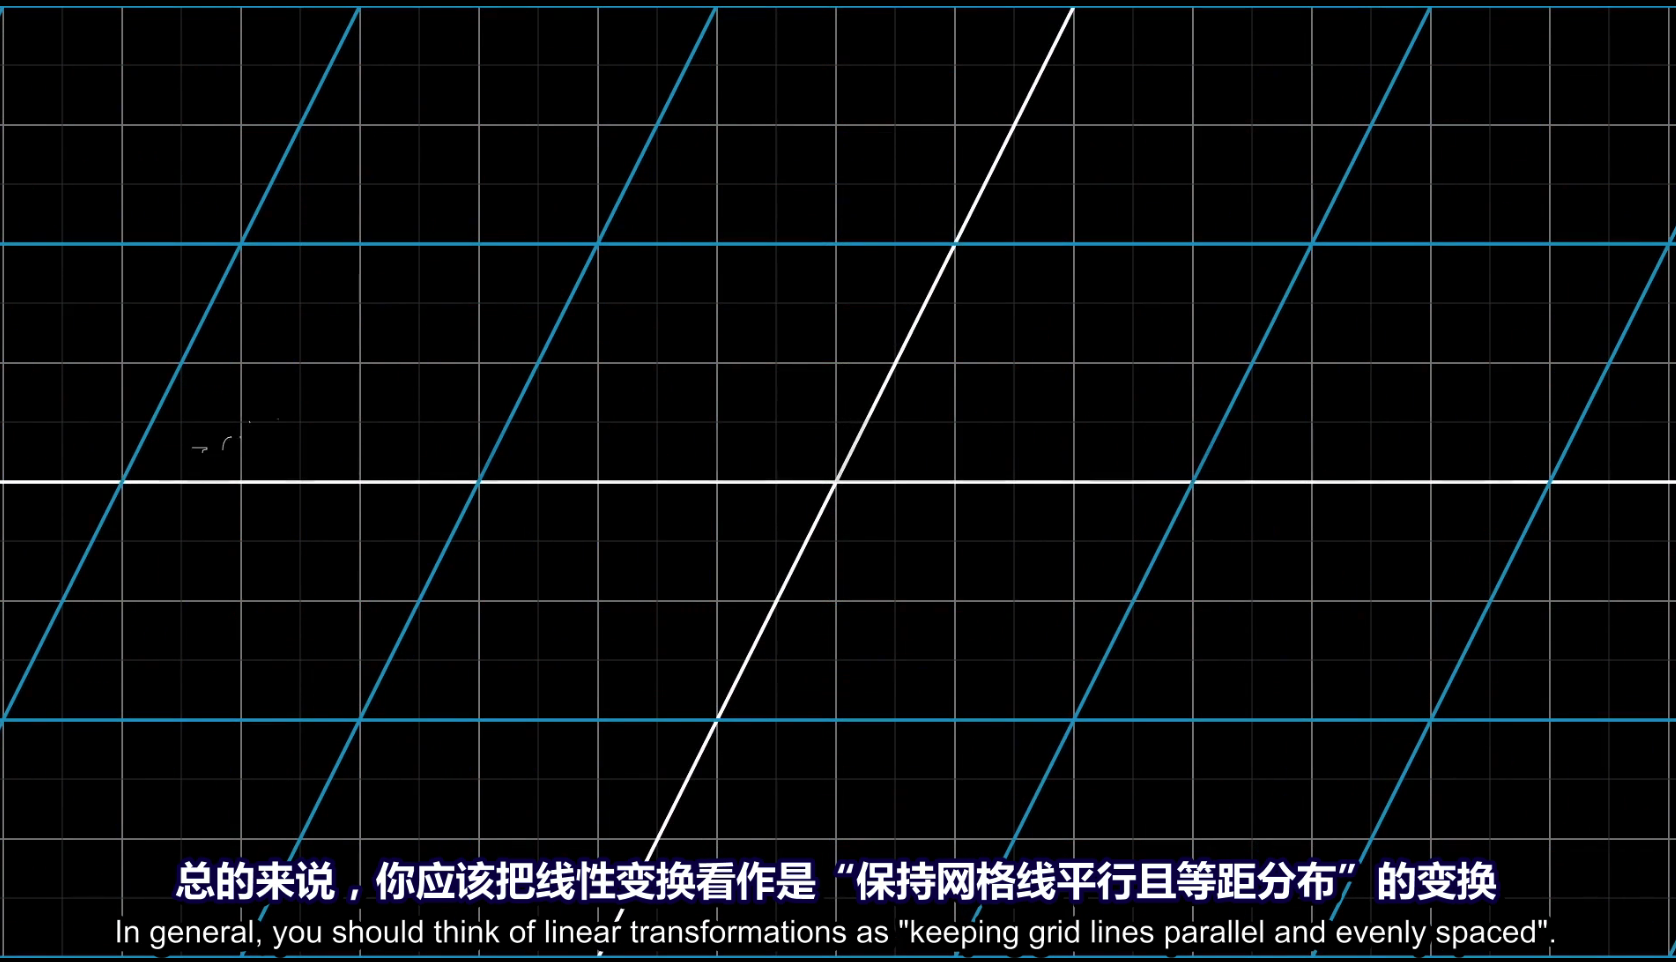 总的来说，你应该把线性变换看作是“保持网格线平行且等距分布”的变换
In general, you should think of linear transformations as "keeping grid lines parallel and evenly spaced".